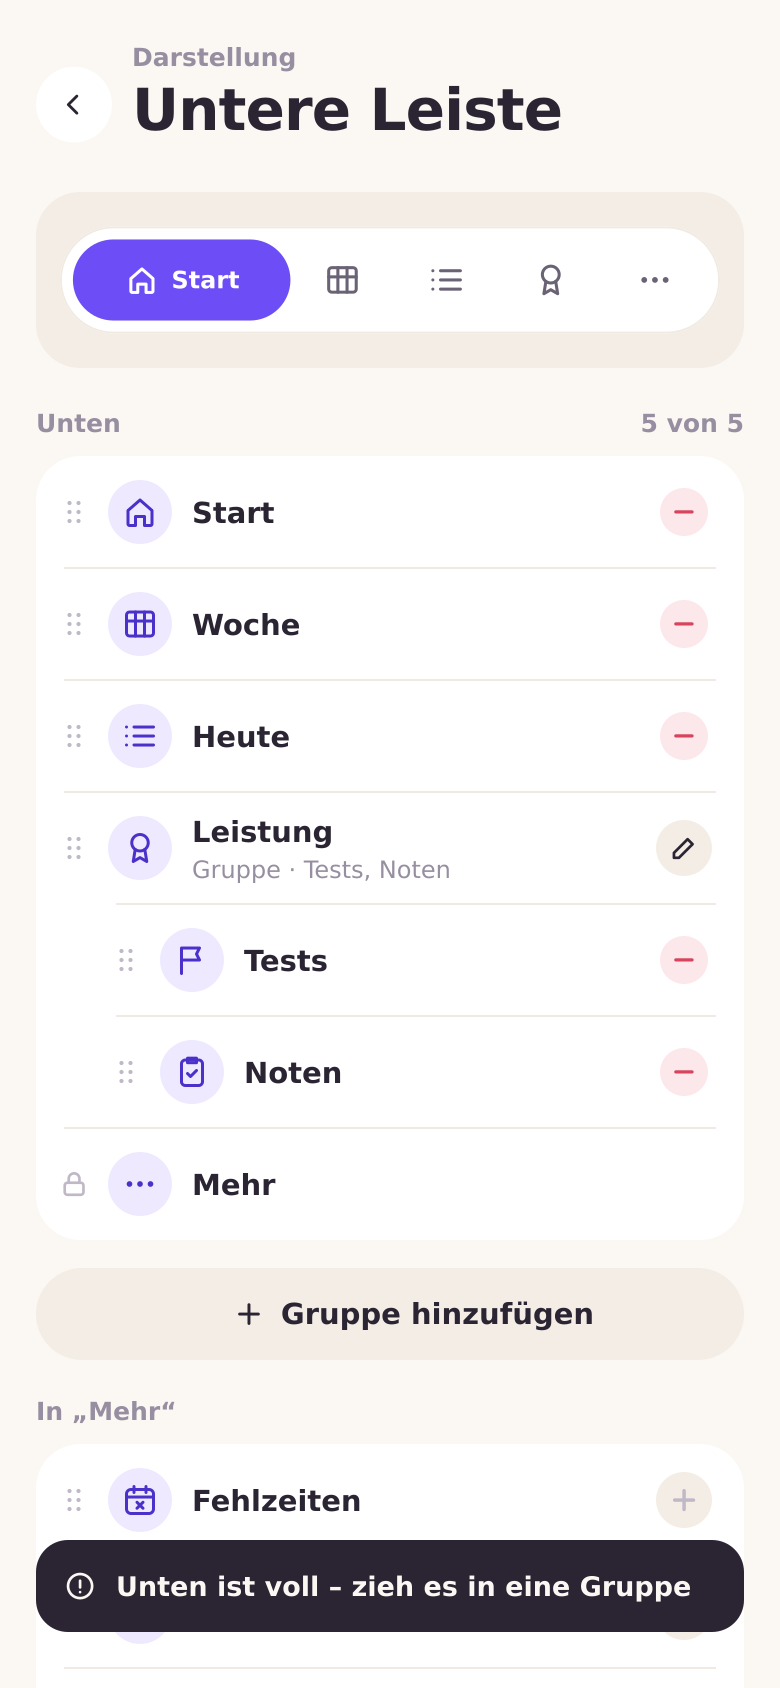 Darstellung
Untere Leiste
Start
Unten
5 von 5
Start
Woche
Heute
Leistung
Gruppe · Tests, Noten
Tests
Noten
Mehr
Gruppe hinzufügen
In „Mehr“
Fehlzeiten
Unten ist voll – zieh es in eine Gruppe